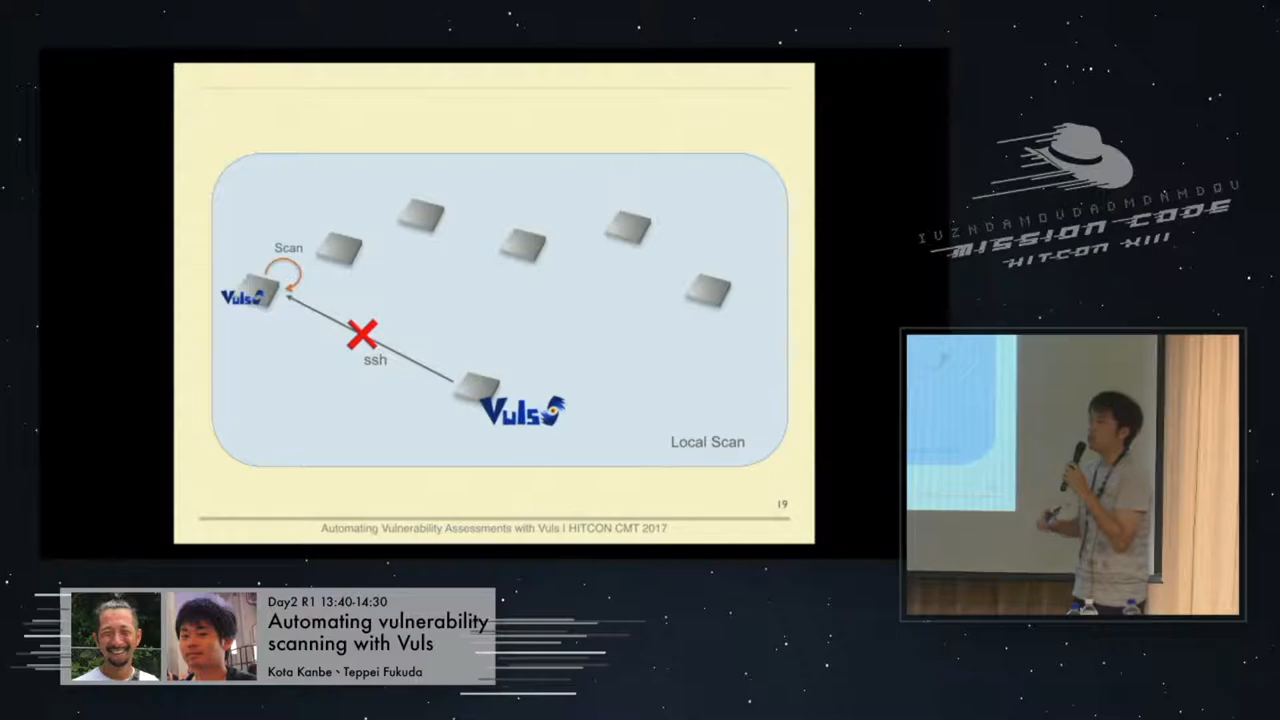 Scan
Vuls
ssh
Vuls
Local Scan
19
Automating Vulnerability Assessments with Vuls | HITCON CMT 2017
MISSION CODE
HITCON XIII
Day2 R1 13:40-14:30
Automating vulnerability
scanning with Vuls
Kota Kanbe、Teppei Fukuda